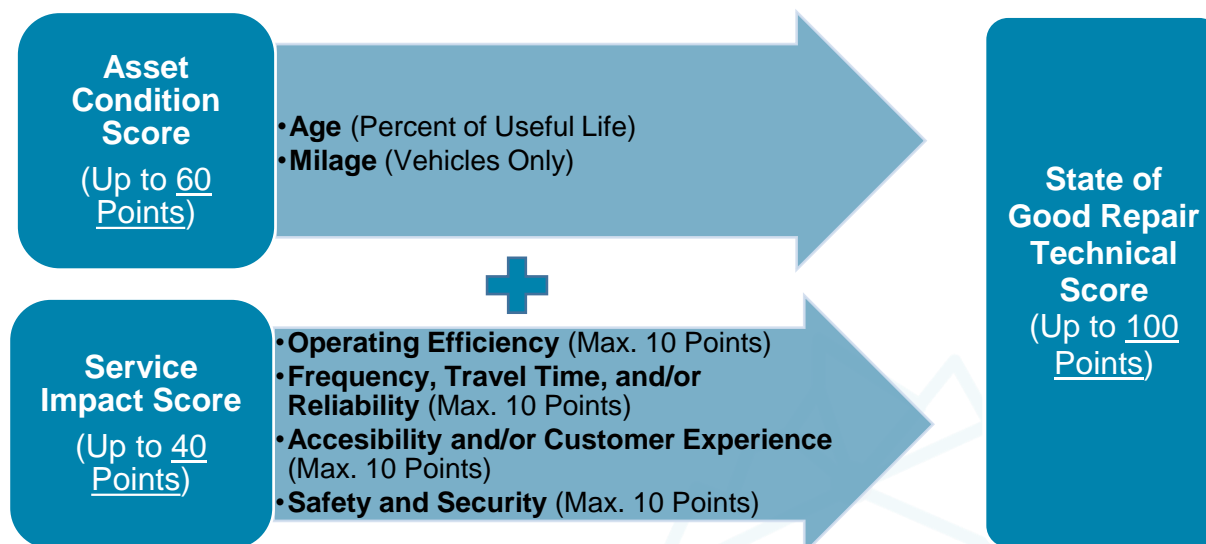 Asset
Condition
Score
(Up to 60
Points)
•Age (Percent of Useful Life)
•Milage (Vehicles Only)
Service
Impact Score
(Up to 40
Points)
•Operating Efficiency (Max. 10 Points)
•Frequency, Travel Time, and/or
Reliability (Max. 10 Points)
•Accesibility and/or Customer Experience
(Max. 10 Points)
•Safety and Security (Max. 10 Points)
State of
Good Repair
Technical
Score
(Up to 100
Points)